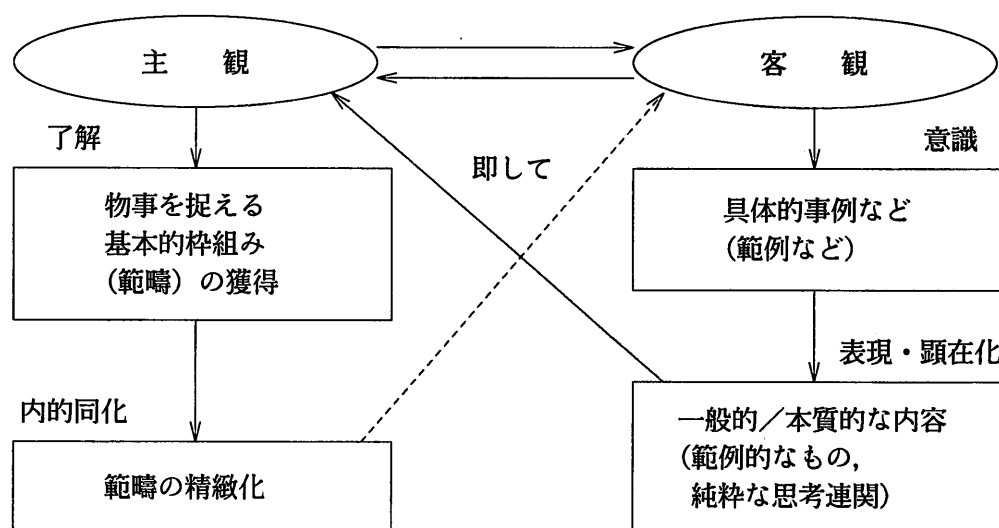 主　観
客　観
了解
意識
即して
物事を捉える
基本的枠組み
（範疇）の獲得
具体的事例など
（範例など）
表現・顕在化
内的同化
範疇の精緻化
一般的／本質的な内容
（範例的なもの，
純粋な思考連関）